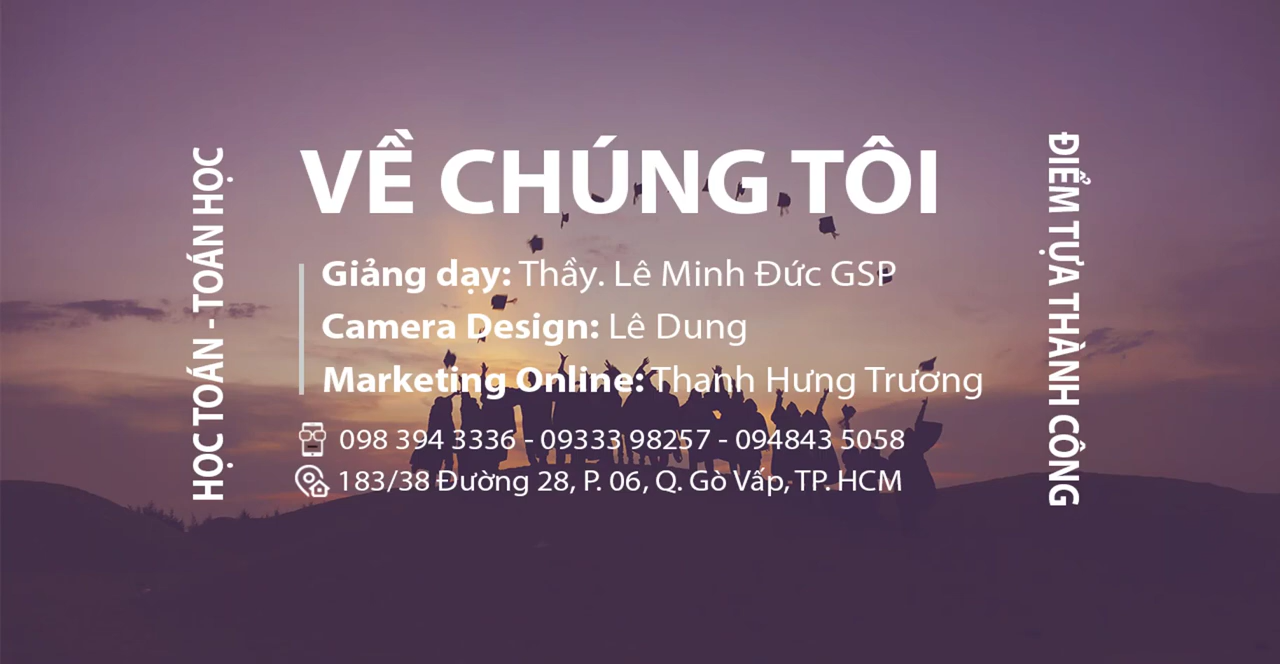 VỀ CHÚNG TÔI
Giảng dạy: Thầy. Lê Minh Đức GSP
Camera Design: Lê Dung
Marketing Online: Thanh Hưng Trương
098 394 3336 - 09333 98257 - 094843 5058
183/38 Đường 28, P. 06, Q. Gò Vấp, TP. HCM
HỌC TOÁN - TOÁN HỌC
ĐIỂM TỰA THÀNH CÔNG